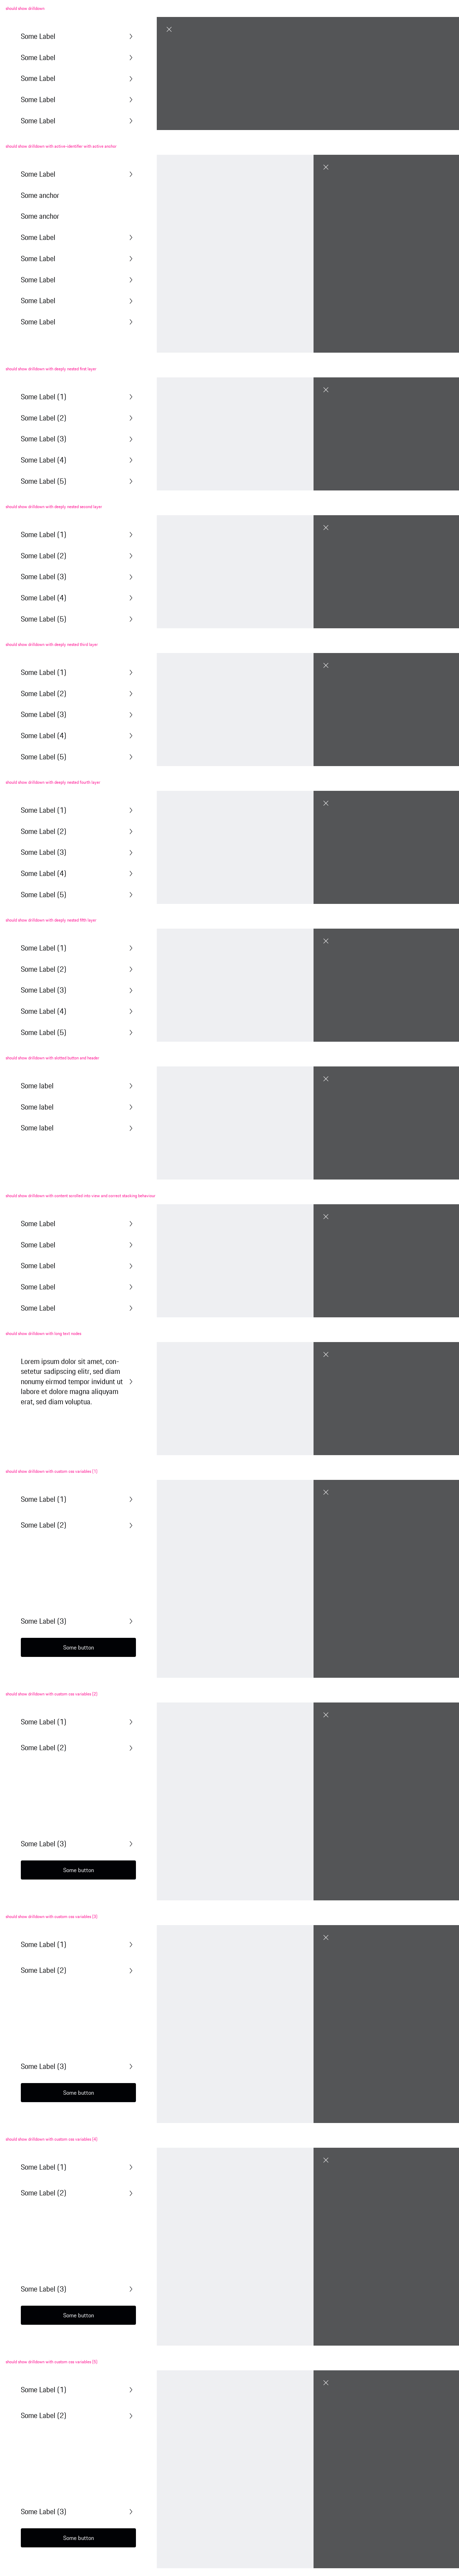 should show drilldown
Some Label
Some Label
Some Label
Some Label
Some Label
should show drilldown with active-identifier with active anchor
Some Label
Some anchor
Some anchor
Some Label
Some Label
Some Label
Some Label
Some Label
should show drilldown with deeply nested first layer
Some Label (1)
Some Label (2)
Some Label (3)
Some Label (4)
Some Label (5)
should show drilldown with deeply nested second layer
Some Label (1)
Some Label (2)
Some Label (3)
Some Label (4)
Some Label (5)
should show drilldown with deeply nested third layer
Some Label (1)
Some Label (2)
Some Label (3)
Some Label (4)
Some Label (5)
should show drilldown with deeply nested fourth layer
Some Label (1)
Some Label (2)
Some Label (3)
Some Label (4)
Some Label (5)
should show drilldown with deeply nested fifth layer
Some Label (1)
Some Label (2)
Some Label (3)
Some Label (4)
Some Label (5)
should show drilldown with slotted button and header
Some label
Some label
Some label
should show drilldown with content scrolled into view and correct stacking behaviour
Some Label
Some Label
Some Label
Some Label
Some Label
should show drilldown with long text nodes
Lorem ipsum dolor sit amet, con-
setetur sadipscing elitr, sed diam
nonumy eirmod tempor invidunt ut
labore et dolore magna aliquyam
erat, sed diam voluptua.
should show drilldown with custom css variables (1)
Some Label (1)
Some Label (2)
Some Label (3)
Some button
should show drilldown with custom css variables (2)
Some Label (1)
Some Label (2)
Some Label (3)
Some button
should show drilldown with custom css variables (3)
Some Label (1)
Some Label (2)
Some Label (3)
Some button
should show drilldown with custom css variables (4)
Some Label (1)
Some Label (2)
Some Label (3)
Some button
should show drilldown with custom css variables (5)
Some Label (1)
Some Label (2)
Some Label (3)
Some button